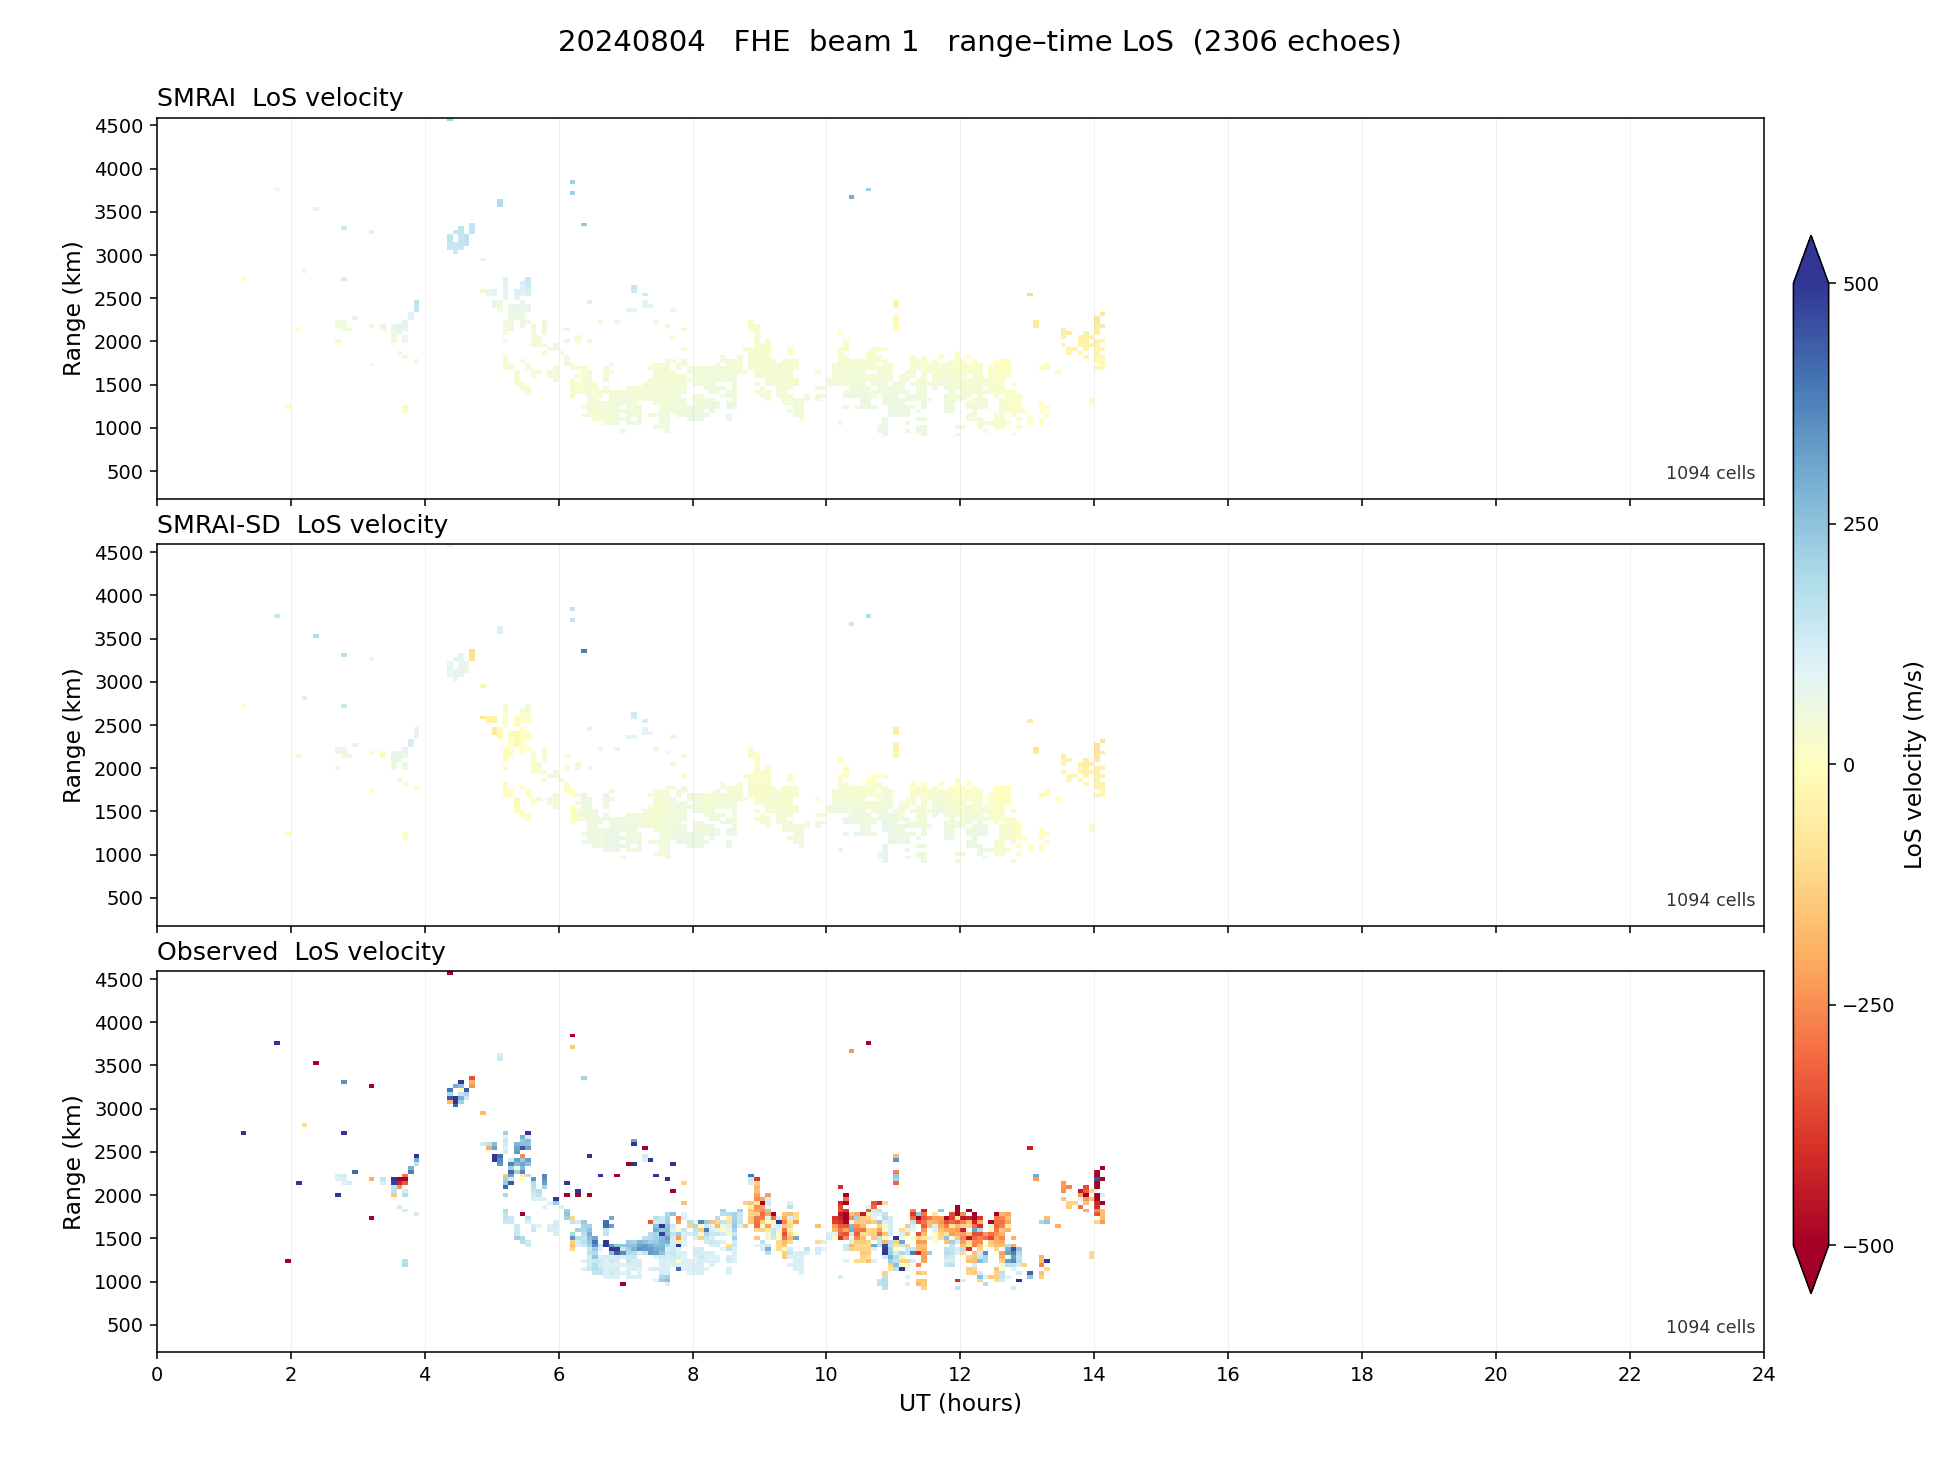 20240804   FHE  beam 1   range–time LoS  (2306 echoes)
SMRAI  LoS velocity
4500
4000
3500
3000
2500
2000
1500
1000
500
Range (km)
1094 cells
SMRAI-SD  LoS velocity
4500
4000
3500
3000
2500
2000
1500
1000
500
Range (km)
1094 cells
Observed  LoS velocity
4500
4000
3500
3000
2500
2000
1500
1000
500
Range (km)
1094 cells
0 2 4 6 8 10 12 14 16 18 20 22 24
UT (hours)
500
250
0
−250
−500
LoS velocity (m/s)